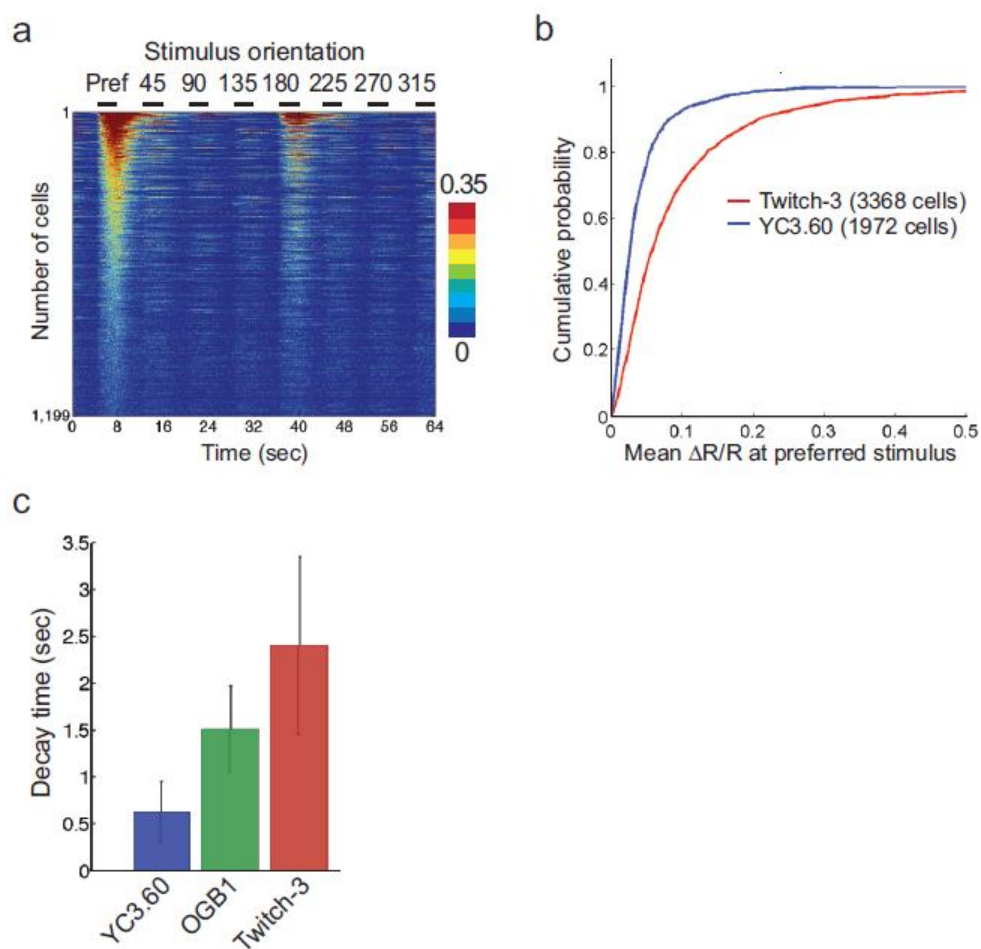 a
Stimulus orientation
Pref 45 90 135 180 225 270 315
1
Number of cells
1,199
0 8 16 24 32 40 48 56 64
Time (sec)
0.35
0
b
Cumulative probability
1
0.8
0.6
0.4
0.2
0
Twitch-3 (3368 cells)
YC3.60 (1972 cells)
0 0.1 0.2 0.3 0.4 0.5
Mean ΔR/R at preferred stimulus
c
Decay time (sec)
3.5
3
2.5
2
1.5
1
0.5
0
YC3.60 OGB1 Twitch-3